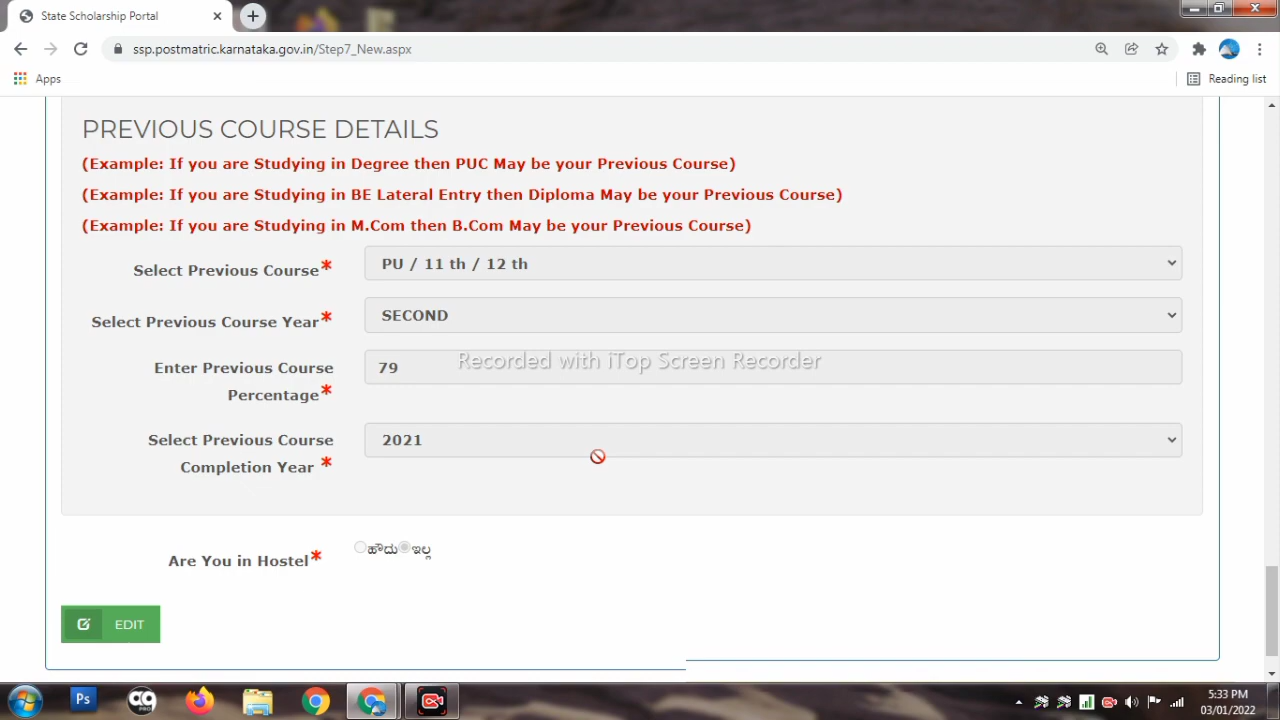 State Scholarship Portal
ssp.postmatric.karnataka.gov.in/Step7_New.aspx
Apps
Reading list
PREVIOUS COURSE DETAILS
(Example: If you are Studying in Degree then PUC May be your Previous Course)
(Example: If you are Studying in BE Lateral Entry then Diploma May be your Previous Course)
(Example: If you are Studying in M.Com then B.Com May be your Previous Course)
Select Previous Course* PU / 11 th / 12 th
Select Previous Course Year* SECOND
Recorded with iTop Screen Recorder
Enter Previous Course 79
Percentage*
Select Previous Course 2021
Completion Year *
Are You in Hostel* ಹೌದು ಇಲ್ಲ
EDIT
Ps
PRO
5:33 PM
03/01/2022